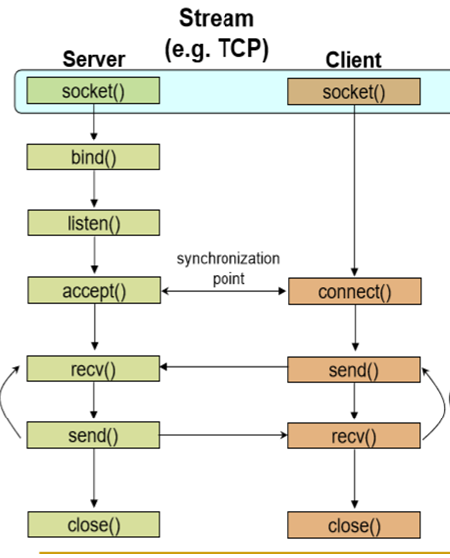 Stream
(e.g. TCP)
Server
Client
socket()
socket()
bind()
listen()
synchronization
point
accept()
connect()
recv()
send()
send()
recv()
close()
close()